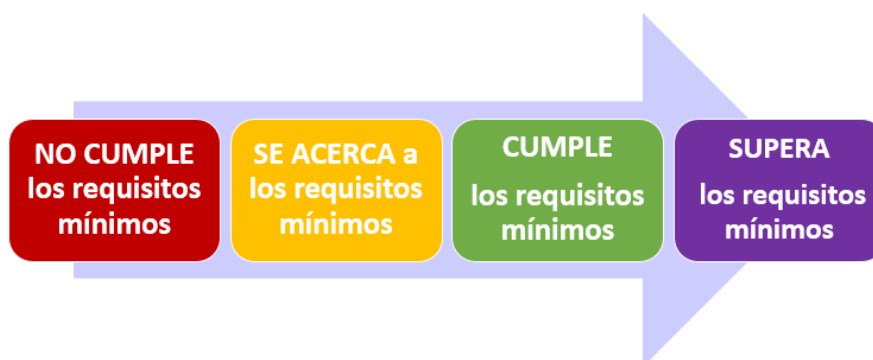 NO CUMPLE
los requisitos
mínimos
SE ACERCA a
los requisitos
mínimos
CUMPLE
los requisitos
mínimos
SUPERA
los requisitos
mínimos